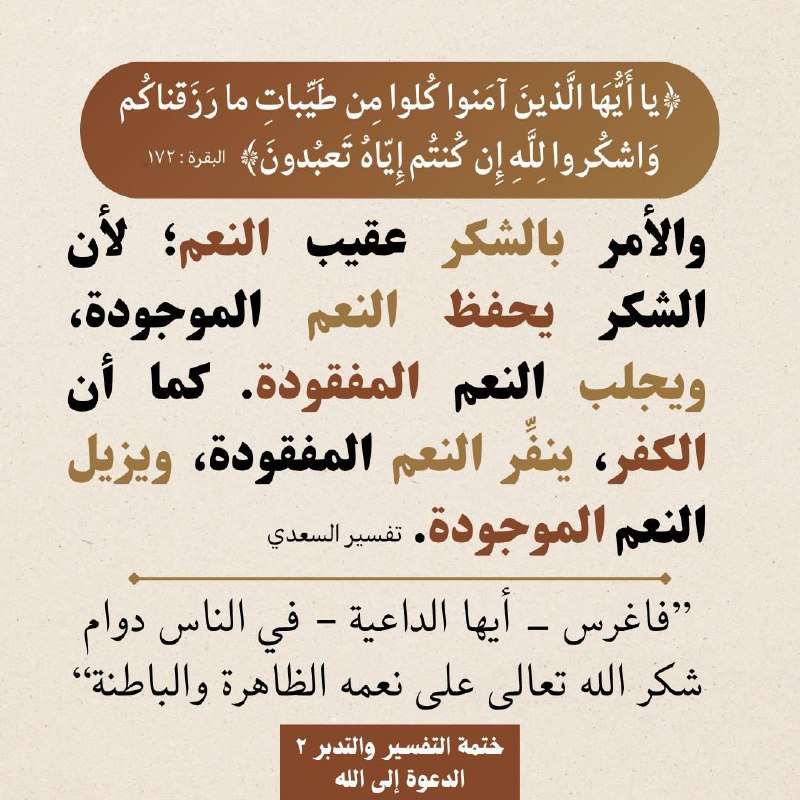 ﴿يا أَيُّهَا الَّذينَ آمَنوا كُلوا مِن طَيِّباتِ ما رَزَقناكُم
وَاشكُروا لِلَّهِ إِن كُنتُم إِيّاهُ تَعبُدونَ﴾ البقرة : ١٧٢
والأمر بالشكر عقيب النعم؛ لأن
الشكر يحفظ النعم الموجودة،
ويجلب النعم المفقودة. كما أن
الكفر، ينفِّر النعم المفقودة، ويزيل
النعم الموجودة. تفسير السعدي
”فاغرس – أيها الداعية – في الناس دوام
شكر الله تعالى على نعمه الظاهرة والباطنة“
ختمة التفسير والتدبر ٢
الدعوة إلى الله